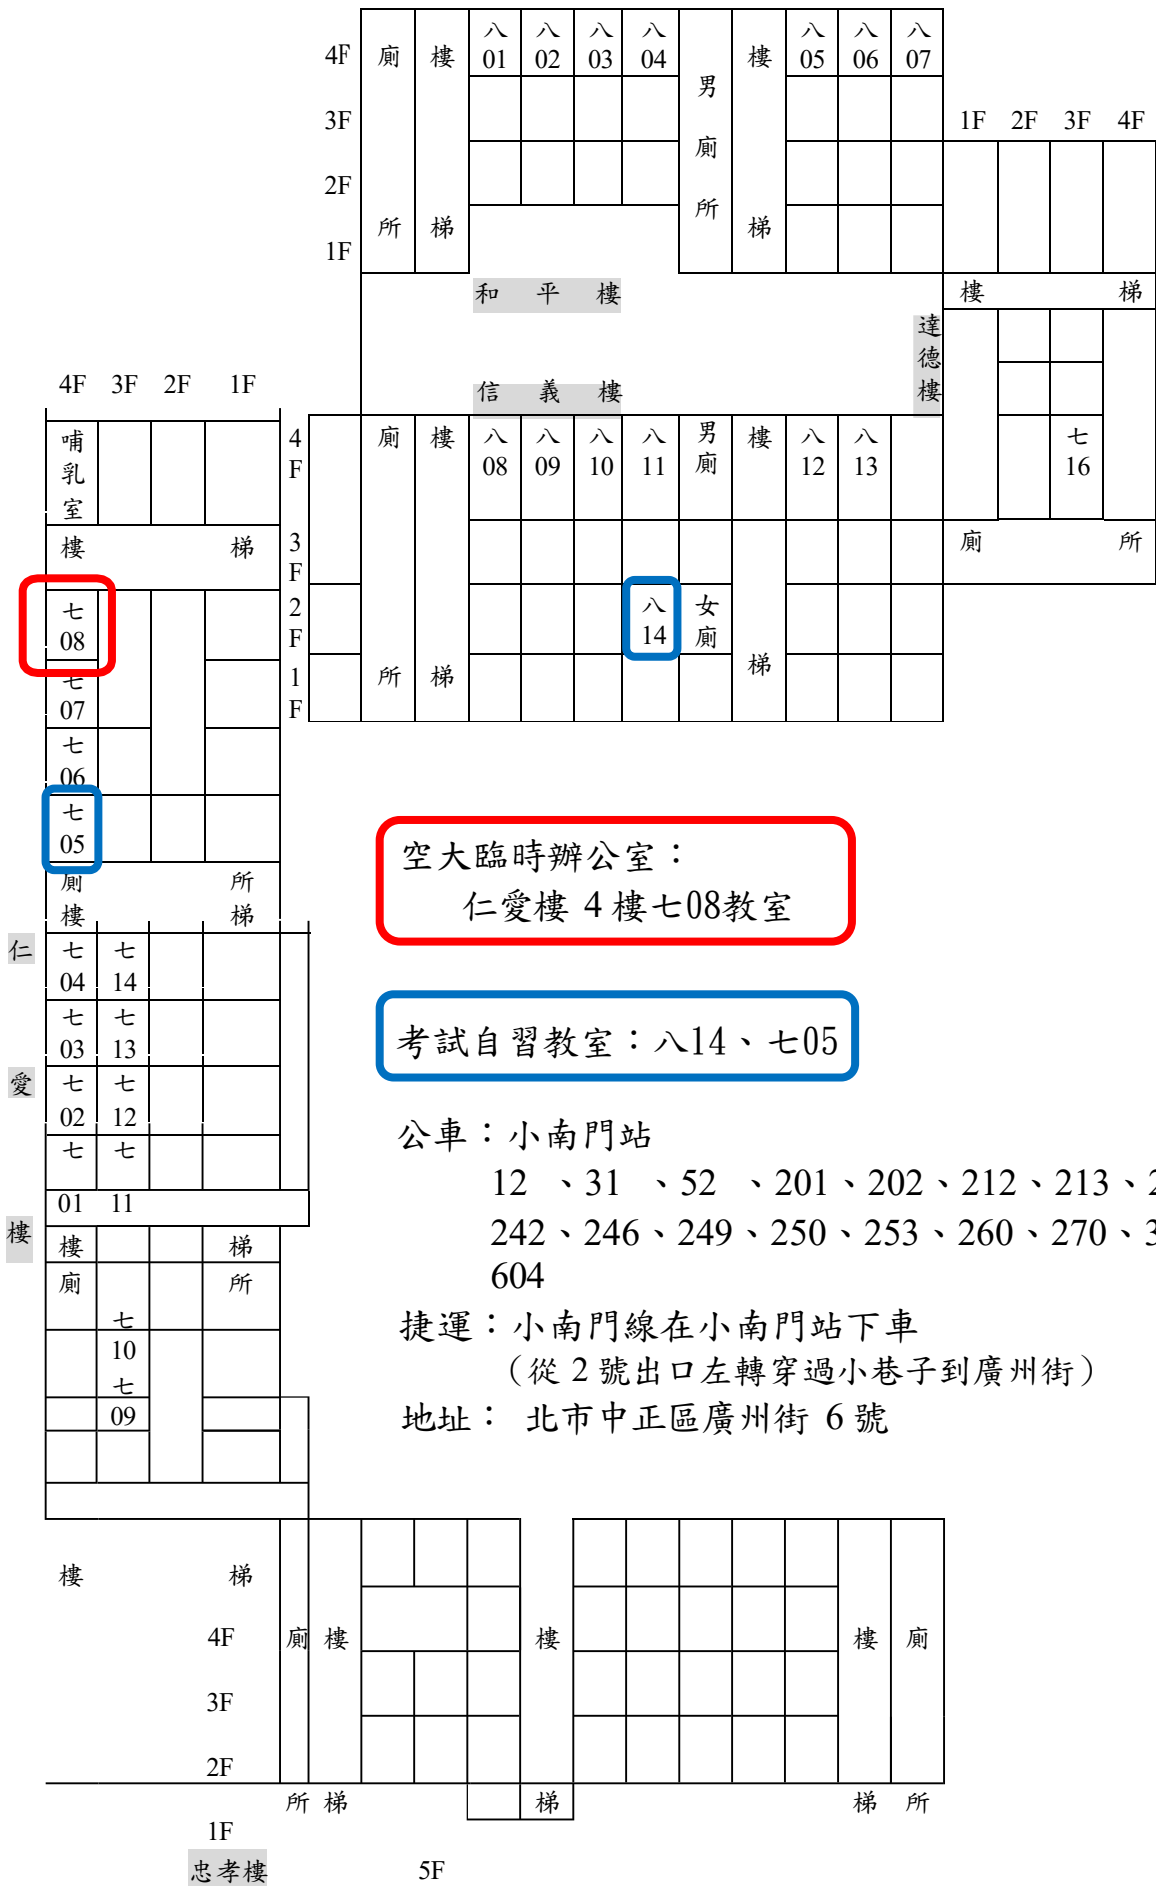 4F 廁 樓 八01 八02 八03 八04 樓 八05 八06 八07
男
3F
1F 2F 3F 4F
廁
2F
所
所 梯 梯
1F
和 平 樓
樓 梯
達德樓
4F 3F 2F 1F
信 義 樓
哺乳室
4F 廁 樓 八08 八09 八10 八11 男廁 樓 八12 八13
七16
樓 梯
3F
廁 所
七08
2F 八14 女廁
七07
1F 所 梯 梯
七06
七05
空大臨時辦公室：
仁愛樓 4 樓七08教室
廁 所
樓 梯
仁 愛 樓
七04 七14
七03 七13
七02 七12
七01 七11
考試自習教室：八14、七05
公車：小南門站
12 、31 、52 、201、202、212、213、2
242、246、249、250、253、260、270、3
604
樓 梯
廁 所
七10
七09
捷運：小南門線在小南門站下車
（從 2 號出口左轉穿過小巷子到廣州街）
地址： 北市中正區廣州街 6 號
樓 梯
4F 廁 樓 樓 樓 廁
3F
2F
所 梯 梯 梯 所
1F
忠孝樓 5F